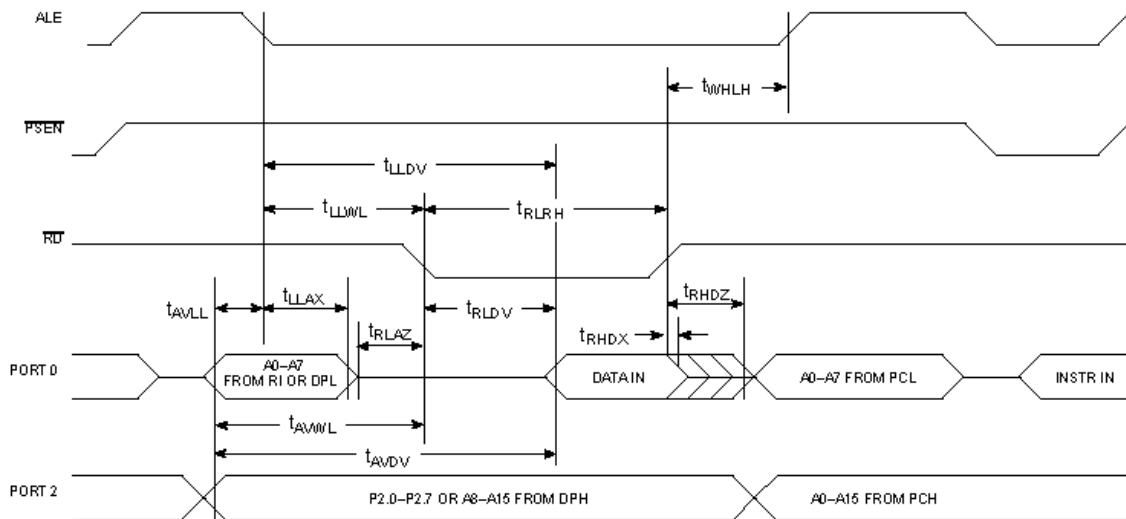 ALE
tWHLH
PSEN
tLLDV
tLLWL
tRLRH
RD
tAVLL
tLLAX
tRLAZ
tRLDV
tRHDZ
tRHDX
PORT 0
A0–A7
FROM RI OR DPL
DATA IN
A0–A7 FROM PCL
INSTR IN
tAVWL
tAVDV
PORT 2
P2.0–P2.7 OR A8–A15 FROM DPH
A0–A15 FROM PCH